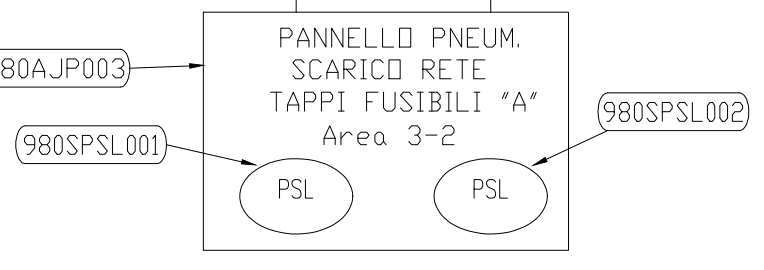 PANNELLO PNEUM.
SCARICO RETE
TAPPI FUSIBILI "A"
Area 3-2
80AJP003
980SPSL001
980SPSL002
PSL
PSL